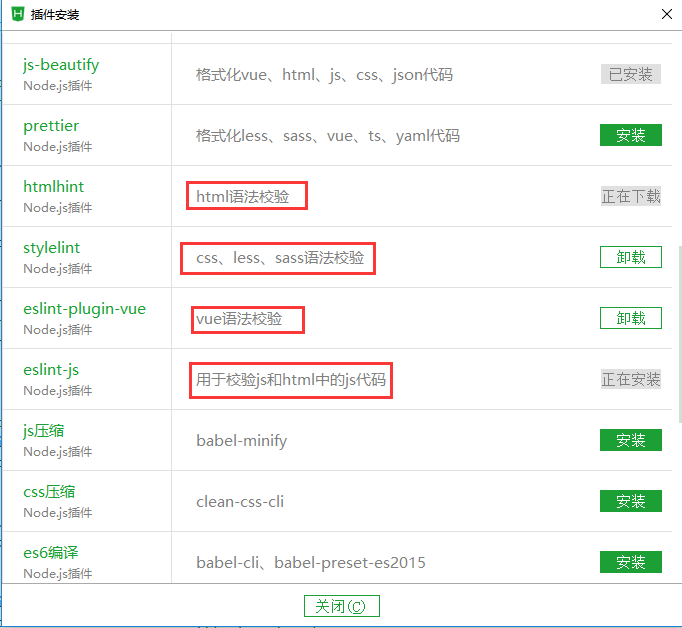 插件安装
js-beautify
Node.js插件
格式化vue、html、js、css、json代码
已安装
prettier
Node.js插件
格式化less、sass、vue、ts、yaml代码
安装
htmlhint
Node.js插件
html语法校验
正在下载
stylelint
Node.js插件
css、less、sass语法校验
卸载
eslint-plugin-vue
Node.js插件
vue语法校验
卸载
eslint-js
Node.js插件
用于校验js和html中的js代码
正在安装
js压缩
Node.js插件
babel-minify
安装
css压缩
Node.js插件
clean-css-cli
安装
es6编译
Node.js插件
babel-cli、babel-preset-es2015
安装
关闭(C)